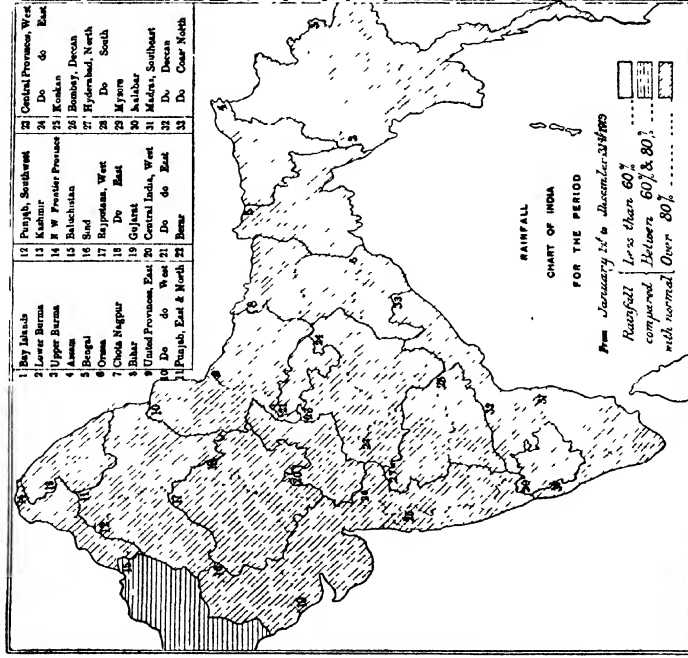 1 Bay Islands
2 Lower Burma
3 Upper Burma
4 Assam
5 Bengal
6 Orissa
7 Chota Nagpur
8 Bihar
9 United Provinces, East
10 Do do West
11 Punjab, East & North
12 Punjab, Southwest
13 Kashmir
14 N W Frontier Province
15 Baluchistan
16 Sind
17 Rajputana, West
18 Do East
19 Gujarat
20 Central India, West
21 Do do East
22 Berar
23 Central Provinces, West
24 Do do East
25 Konkan
26 Bombay, Deccan
27 Hyderabad, North
28 Do South
29 Mysore
30 Malabar
31 Madras, Southeast
32 Do Deccan
33 Do Coast North
RAINFALL
CHART OF INDIA
FOR THE PERIOD
From January 1st to December 31st 1909
Rainfall compared with normal
Less than 60%
Between 60% & 80%
Over 80%